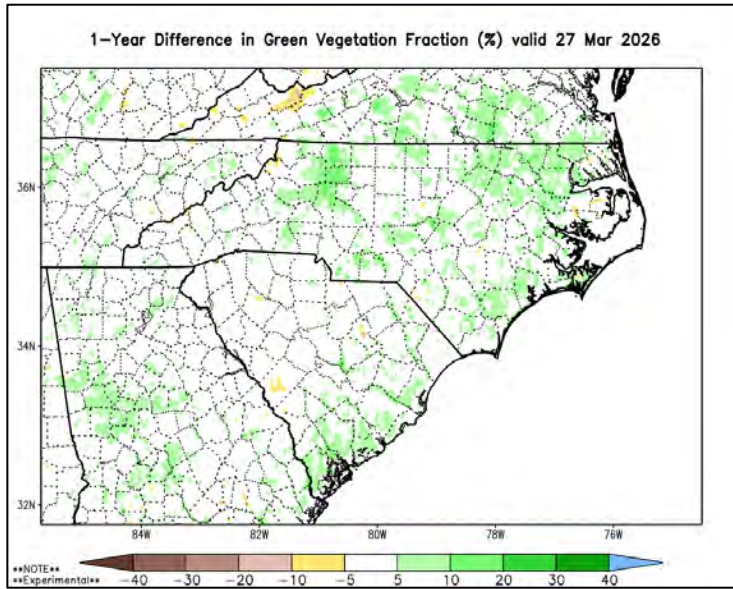 1-Year Difference in Green Vegetation Fraction (%) valid 27 Mar 2026
36N
34N
32N
84W 82W 80W 78W 76W
**NOTE**
**Experimental** -40 -30 -20 -10 -5 5 10 20 30 40